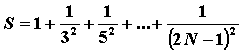 S = 1 + 1/3² + 1/5² + ... + 1/(2N−1)²